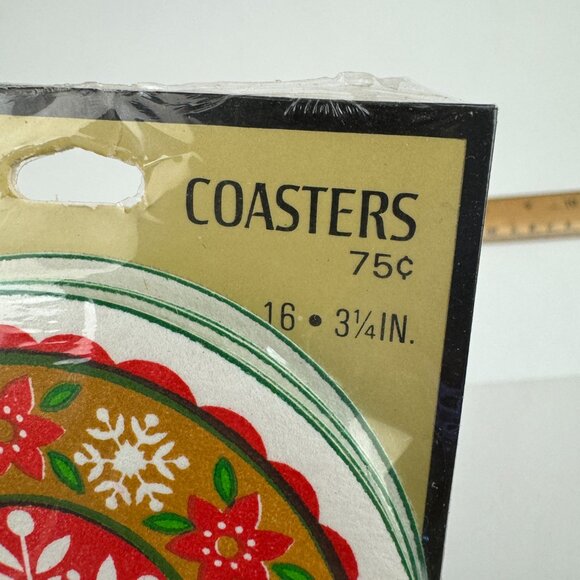 COASTERS
75¢
16 • 3¼IN.